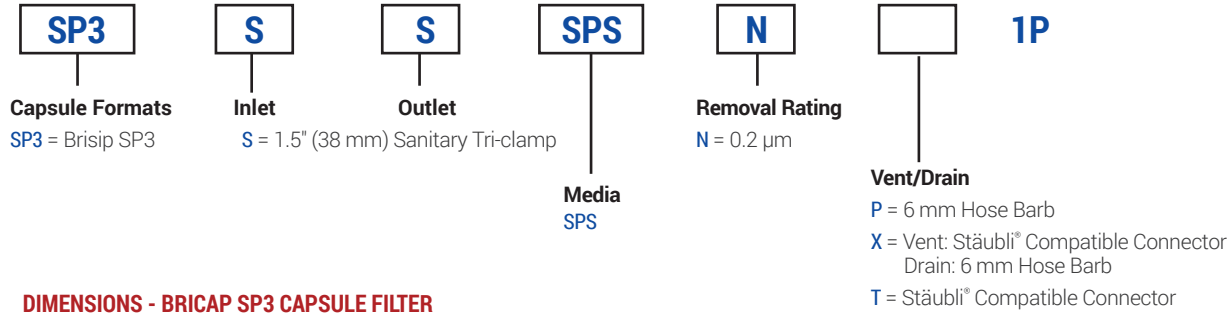 SP3 S S SPS N 1P
Capsule Formats Inlet Outlet Removal Rating
SP3 = Brisip SP3 S = 1.5" (38 mm) Sanitary Tri-clamp N = 0.2 µm
Vent/Drain
Media
P = 6 mm Hose Barb
SPS
X = Vent: Stäubli® Compatible Connector
Drain: 6 mm Hose Barb
T = Stäubli® Compatible Connector
DIMENSIONS - BRICAP SP3 CAPSULE FILTER